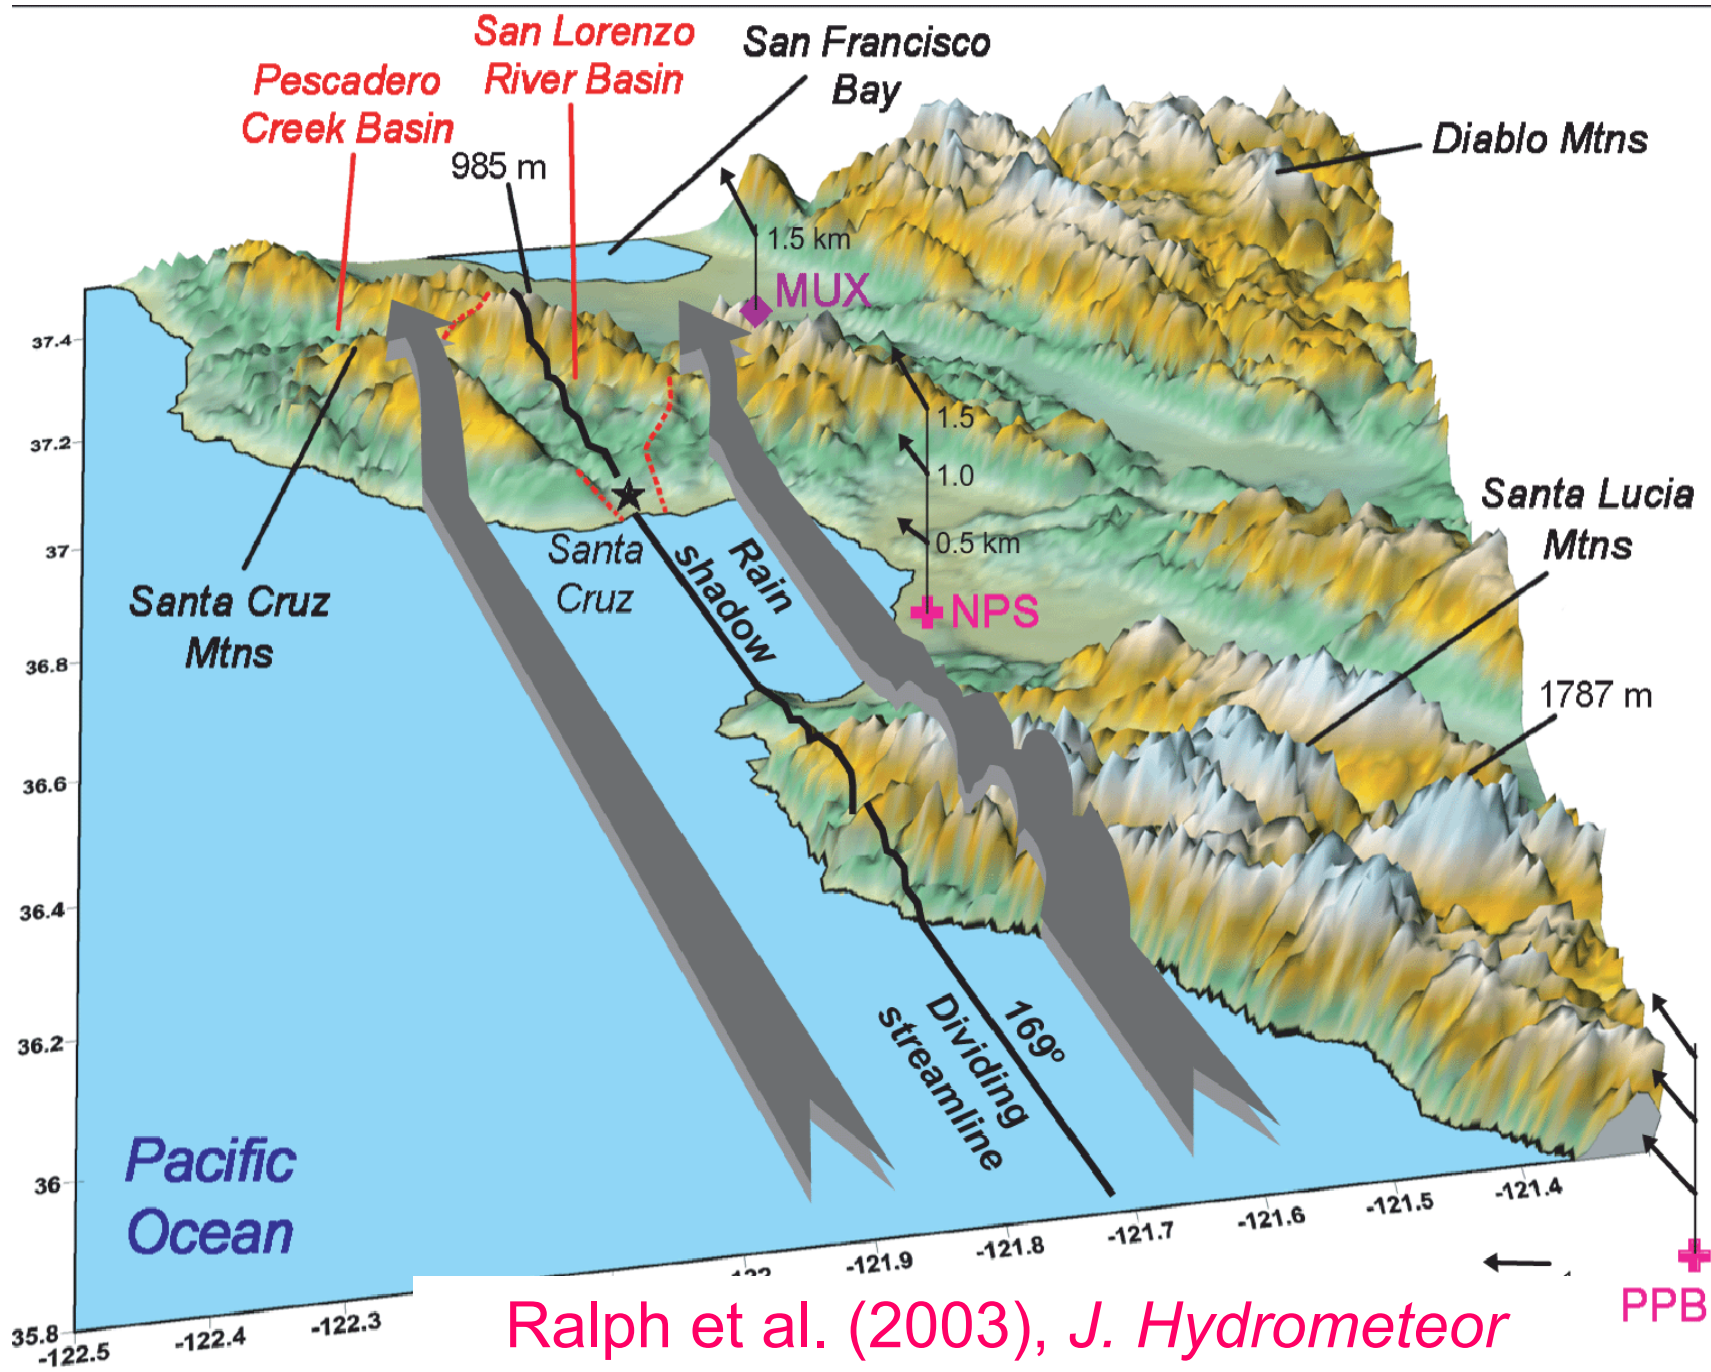 San Lorenzo
River Basin
San Francisco
Bay
Pescadero
Creek Basin
985 m
Diablo Mtns
1.5 km
MUX
37.4
1.5
37.2
1.0
Santa Lucia
Mtns
37
0.5 km
Santa
Cruz
Rain
shadow
NPS
Santa Cruz
Mtns
36.8
1787 m
36.6
36.4
36.2
169º
Dividing
streamline
36
Pacific
Ocean
35.8
-122.5
-122.4
-122.3
-121.9
-121.8
-121.7
-121.6
-121.5
-121.4
PPB
Ralph et al. (2003), J. Hydrometeor